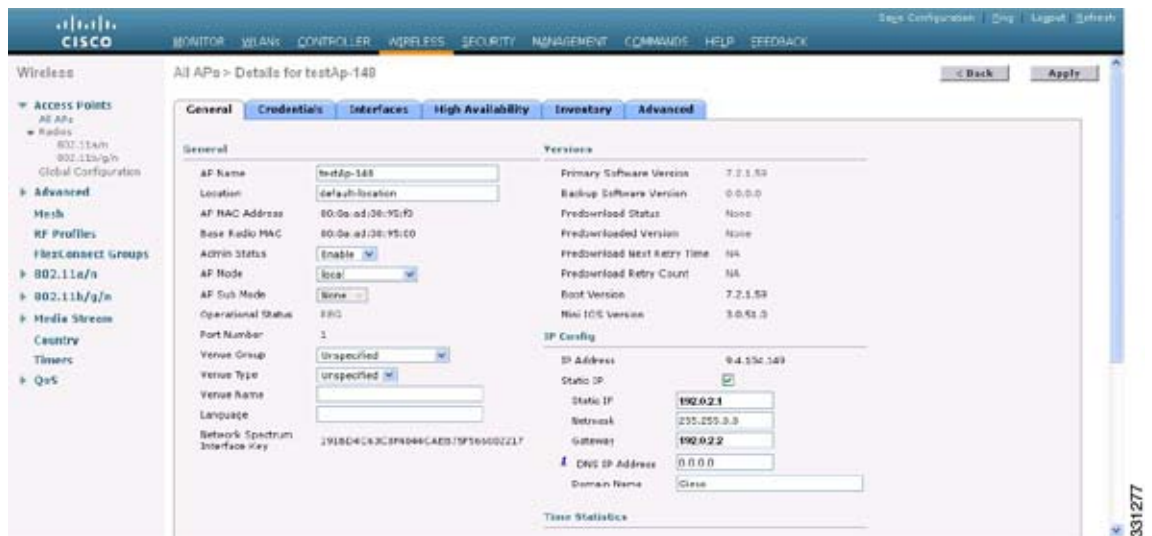 Save Configuration | Ping | Logout | Refresh
CISCO
MONITOR WLANs CONTROLLER WIRELESS SECURITY MANAGEMENT COMMANDS HELP FEEDBACK
Wireless
All APs > Details for testAp-148
< Back
Apply
Access Points
All APs
Radios
802.11a/n
802.11b/g/n
Global Configuration
Advanced
Mesh
RF Profiles
FlexConnect Groups
802.11a/n
802.11b/g/n
Media Stream
Country
Timers
QoS
General Credentials Interfaces High Availability Inventory Advanced
General
AP Name testAp-148
Location default-location
AP MAC Address
Base Radio MAC
Admin Status Enable
AP Mode local
AP Sub Mode None
Operational Status REG
Port Number 1
Venue Group Unspecified
Venue Type Unspecified
Venue Name
Language
Network Spectrum
Interface Key
Versions
Primary Software Version 7.2.1.59
Backup Software Version 0.0.0.0
Predownload Status None
Predownloaded Version None
Predownload Next Retry Time NA
Predownload Retry Count NA
Boot Version 7.2.1.59
Mini IOS Version 3.0.51.0
IP Config
IP Address
Static IP
Static IP 192.0.2.1
Netmask
Gateway 192.0.2.2
DNS IP Address 0.0.0.0
Domain Name Cisco
Time Statistics
331277